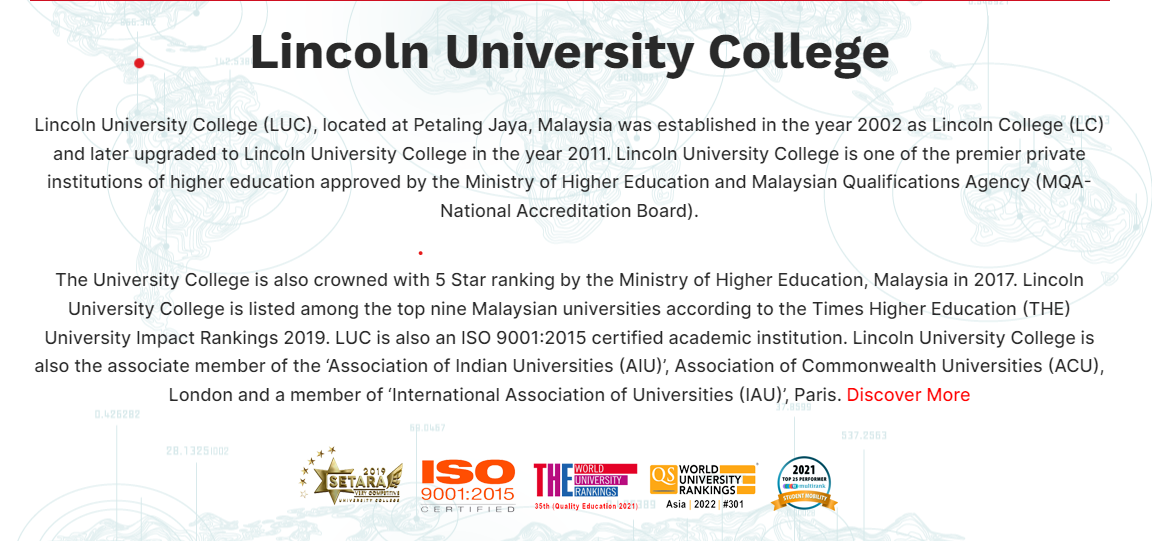 Lincoln University College
Lincoln University College (LUC), located at Petaling Jaya, Malaysia was established in the year 2002 as Lincoln College (LC)
and later upgraded to Lincoln University College in the year 2011. Lincoln University College is one of the premier private
institutions of higher education approved by the Ministry of Higher Education and Malaysian Qualifications Agency (MQA-
National Accreditation Board).
The University College is also crowned with 5 Star ranking by the Ministry of Higher Education, Malaysia in 2017. Lincoln
University College is listed among the top nine Malaysian universities according to the Times Higher Education (THE)
University Impact Rankings 2019. LUC is also an ISO 9001:2015 certified academic institution. Lincoln University College is
also the associate member of the ‘Association of Indian Universities (AIU)’, Association of Commonwealth Universities (ACU),
London and a member of ‘International Association of Universities (IAU)’, Paris. Discover More
0.426282
28.1325
537.2563
2019
SETARA
VERY COMPETITIVE
UNIVERSITY COLLEGE
ISO
9001:2015
CERTIFIED
THE WORLD
UNIVERSITY
RANKINGS
35th (Quality Education 2021)
QS WORLD
UNIVERSITY
RANKINGS
Asia | 2022 | #301
2021
TOP 25 PERFORMER
multirank
STUDENT MOBILITY